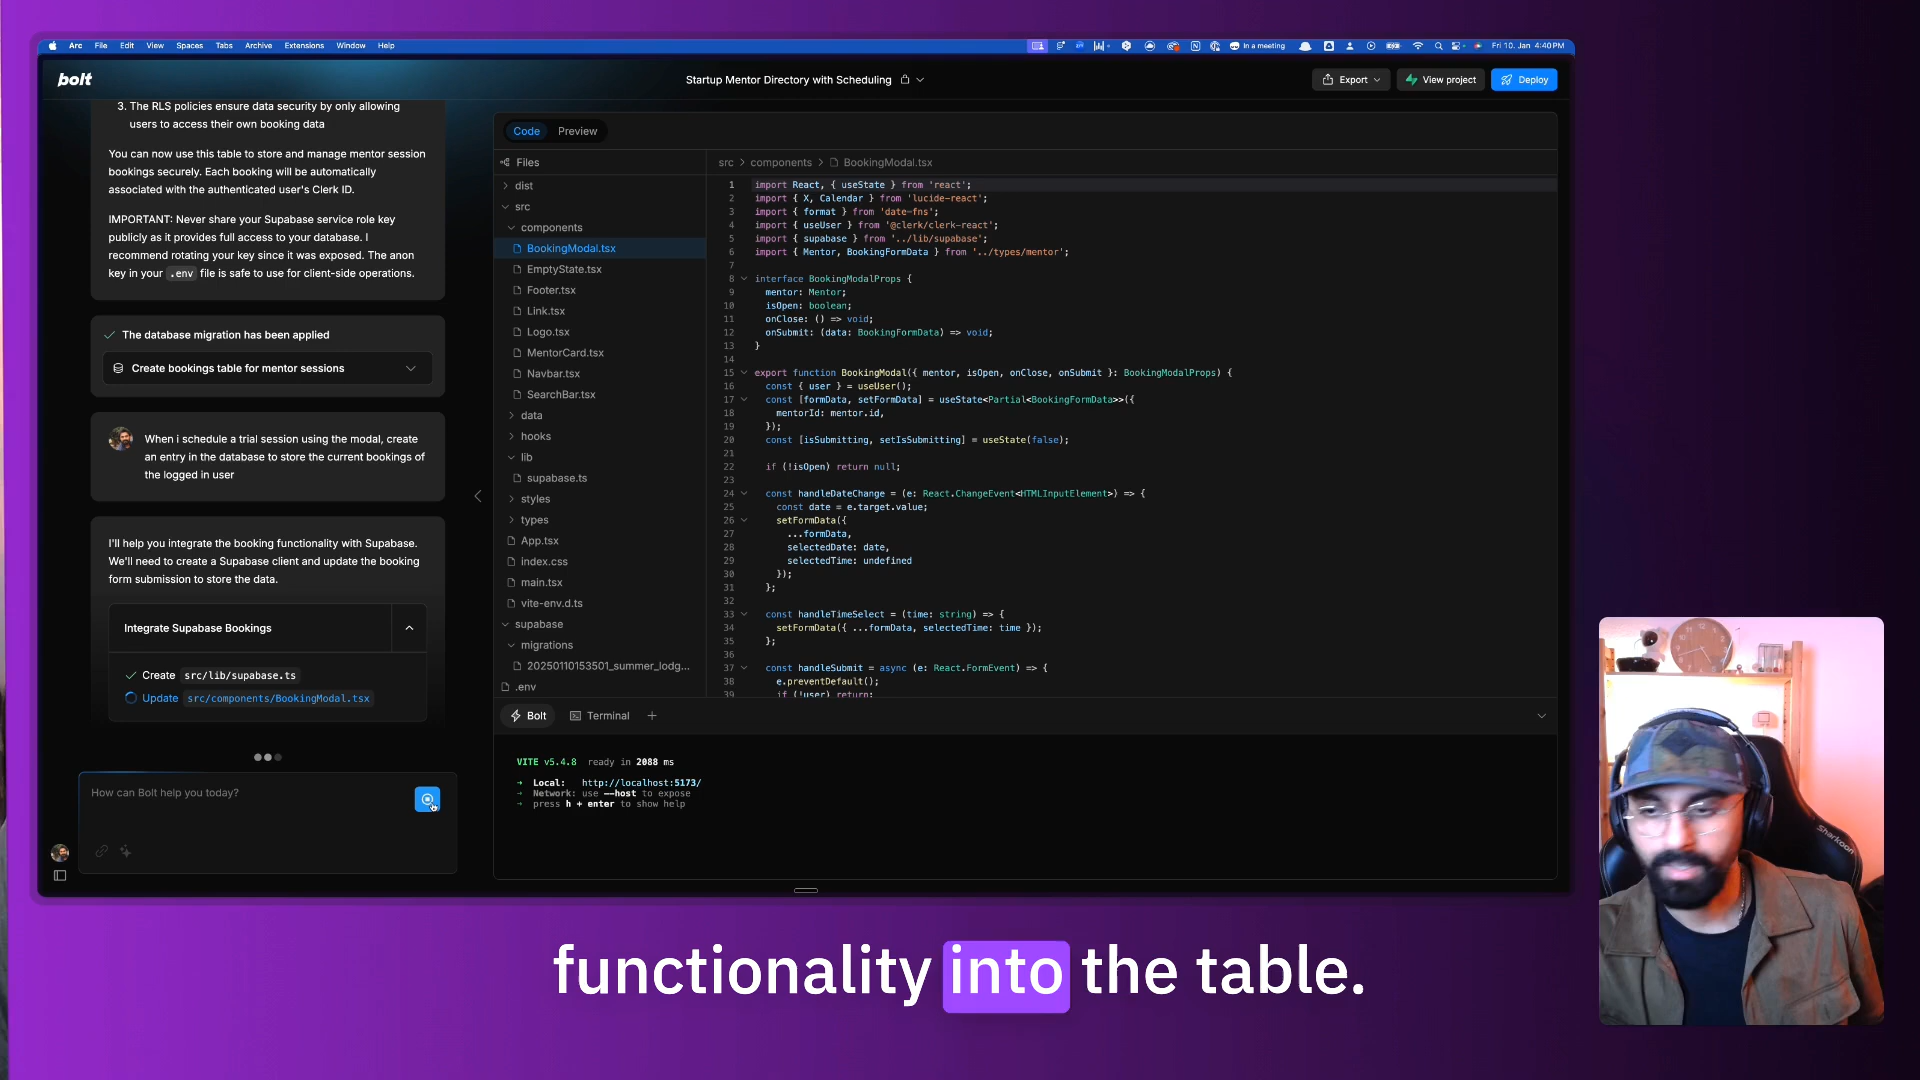 Arc File Edit View Spaces Tabs Archive Extensions Window Help
In a meeting
Fri 10. Jan 4:40PM
bolt
Startup Mentor Directory with Scheduling
Export
View project
Deploy
3. The RLS policies ensure data security by only allowing
users to access their own booking data
You can now use this table to store and manage mentor session
bookings securely. Each booking will be automatically
associated with the authenticated user's Clerk ID.
IMPORTANT: Never share your Supabase service role key
publicly as it provides full access to your database. I
recommend rotating your key since it was exposed. The anon
key in your .env file is safe to use for client-side operations.
The database migration has been applied
Create bookings table for mentor sessions
When i schedule a trial session using the modal, create
an entry in the database to store the current bookings of
the logged in user
I'll help you integrate the booking functionality with Supabase.
We'll need to create a Supabase client and update the booking
form submission to store the data.
Integrate Supabase Bookings
Create src/lib/supabase.ts
Update src/components/BookingModal.tsx
How can Bolt help you today?
Code Preview
Files
dist
src
components
BookingModal.tsx
EmptyState.tsx
Footer.tsx
Link.tsx
Logo.tsx
MentorCard.tsx
Navbar.tsx
SearchBar.tsx
data
hooks
lib
supabase.ts
styles
types
App.tsx
index.css
main.tsx
vite-env.d.ts
supabase
migrations
20250110153501_summer_lodg...
.env
src > components > BookingModal.tsx
1 import React, { useState } from 'react';
2 import { X, Calendar } from 'lucide-react';
3 import { format } from 'date-fns';
4 import { useUser } from '@clerk/clerk-react';
5 import { supabase } from '../lib/supabase';
6 import { Mentor, BookingFormData } from '../types/mentor';
7
8 interface BookingModalProps {
9 mentor: Mentor;
10 isOpen: boolean;
11 onClose: () => void;
12 onSubmit: (data: BookingFormData) => void;
13 }
14
15 export function BookingModal({ mentor, isOpen, onClose, onSubmit }: BookingModalProps) {
16 const { user } = useUser();
17 const [formData, setFormData] = useState<Partial<BookingFormData>>({
18 mentorId: mentor.id,
19 });
20 const [isSubmitting, setIsSubmitting] = useState(false);
21
22 if (!isOpen) return null;
23
24 const handleDateChange = (e: React.ChangeEvent<HTMLInputElement>) => {
25 const date = e.target.value;
26 setFormData({
27 ...formData,
28 selectedDate: date,
29 selectedTime: undefined
30 });
31 };
32
33 const handleTimeSelect = (time: string) => {
34 setFormData({ ...formData, selectedTime: time });
35 };
36
37 const handleSubmit = async (e: React.FormEvent) => {
38 e.preventDefault();
39 if (!user) return;
Bolt Terminal
VITE v5.4.8 ready in 2088 ms
➜ Local: http://localhost:5173/
➜ Network: use --host to expose
➜ press h + enter to show help
Sharkoon
functionality into the table.